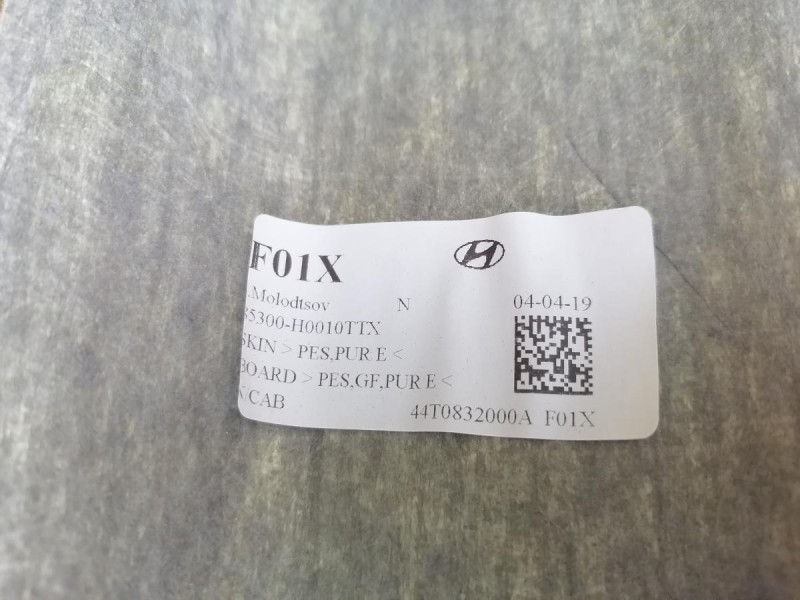 F01X
.Molodtsov N 04-04-19
85300-H0010TTX
SKIN > PES,PUR E <
BOARD > PES,GF,PUR E <
CAB
44T0832000A F01X